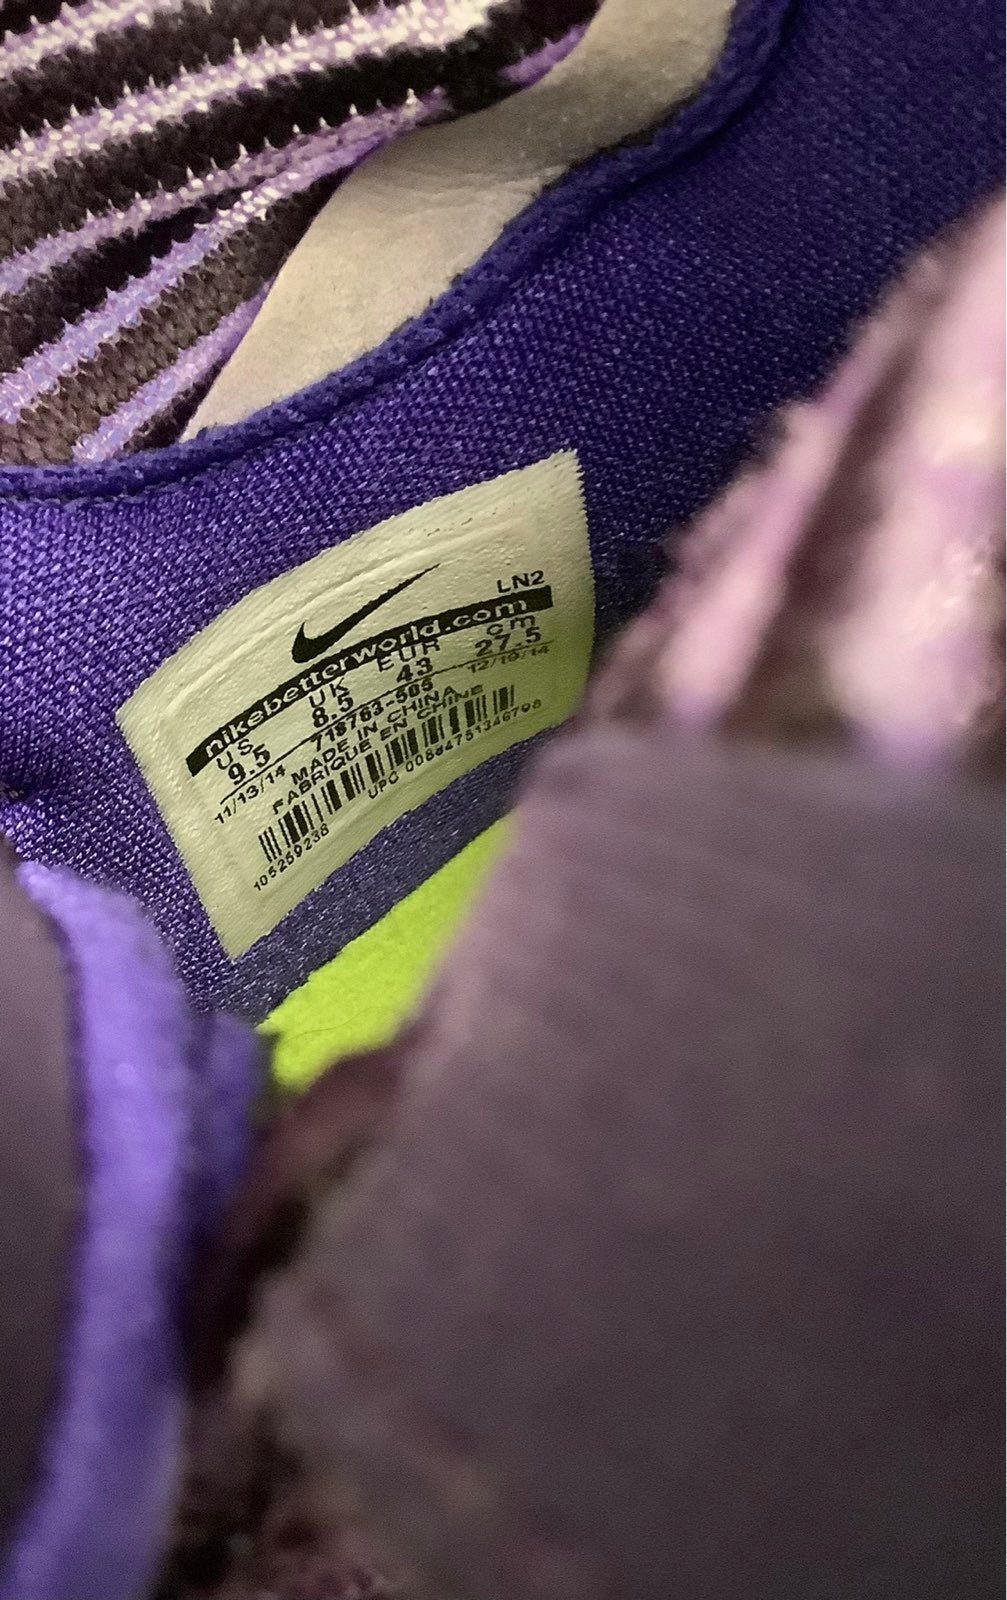 LN2
nikebetterworld.com
US UK EUR cm
9.5 8.5 43 27.5
11/13/14 718763-505 12/19/14
MADE IN CHINA
FABRIQUE EN CHINE
105259238 UPC 00884751346798